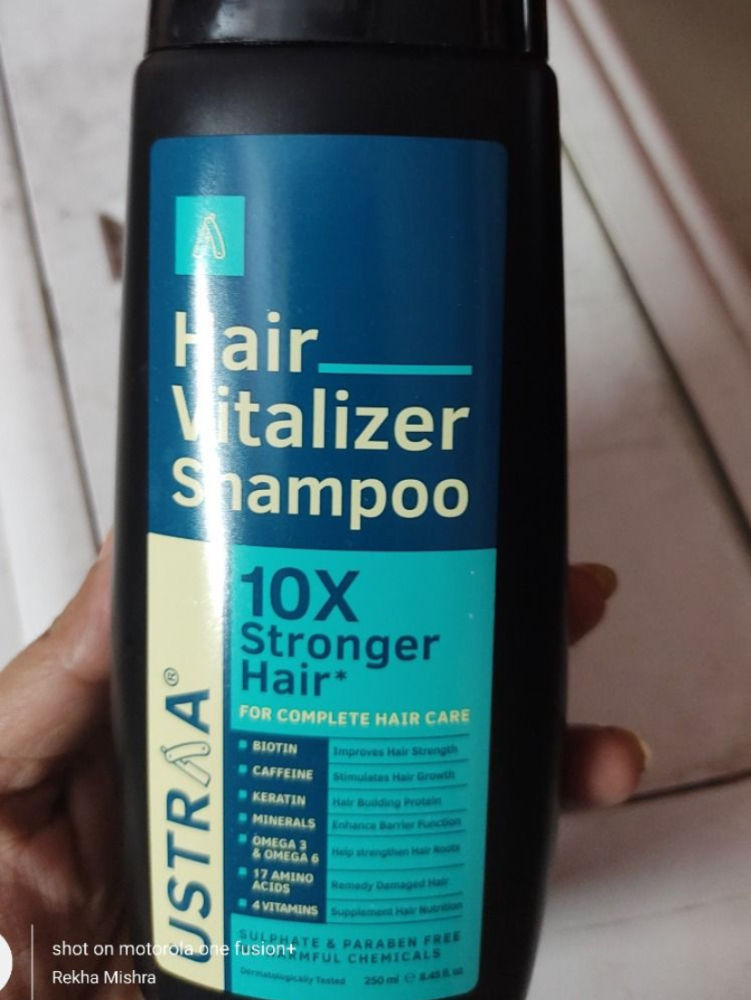 Hair
Vitalizer
Shampoo
10X
Stronger
Hair*
FOR COMPLETE HAIR CARE
BIOTIN Improves Hair Strength
CAFFEINE Stimulates Hair Growth
KERATIN Hair Building Protein
MINERALS Enhance Barrier Function
OMEGA 3
& OMEGA 6 Help strengthen Hair Roots
17 AMINO
ACIDS Remedy Damaged Hair
4 VITAMINS Supplement Hair Nutrition
SULPHATE & PARABEN FREE
HARMFUL CHEMICALS
Dermatologically Tested 250 ml ℮ 8.45 fl. oz
USTRAA®
shot on motorola one fusion+
Rekha Mishra